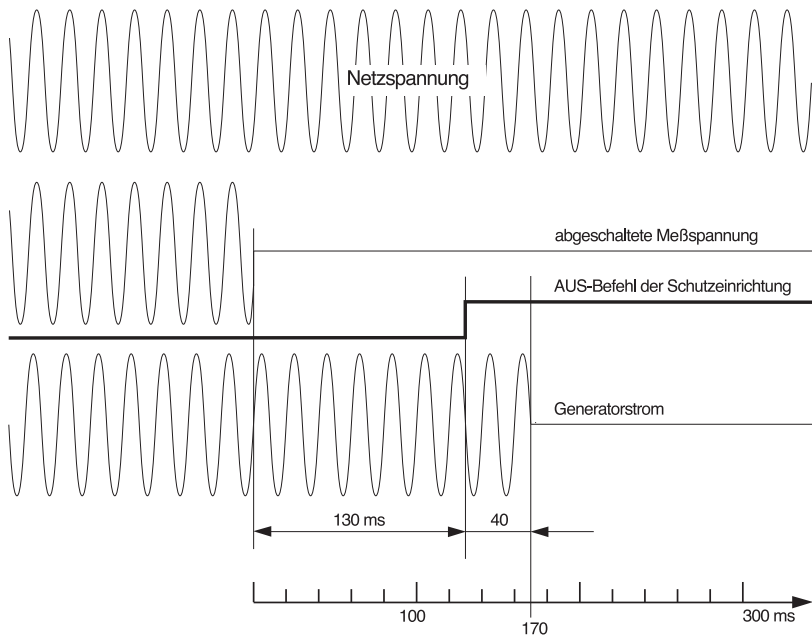 Netzspannung
abgeschaltete Meßspannung
AUS-Befehl der Schutzeinrichtung
Generatorstrom
130 ms
40
100
170
300 ms